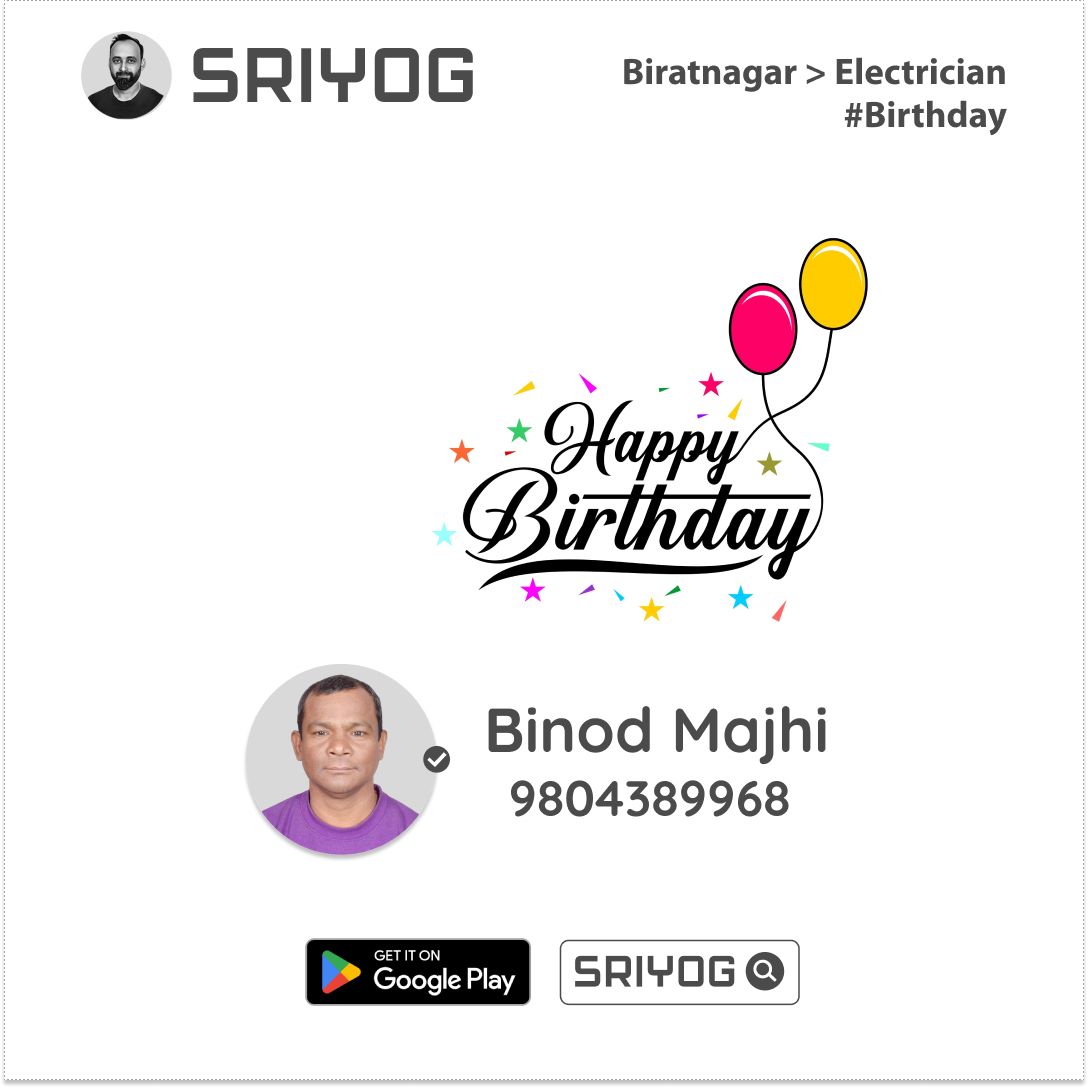 SRIYOG
Biratnagar > Electrician
#Birthday
Happy
Birthday
Binod Majhi
9804389968
GET IT ON
Google Play
SRIYOG